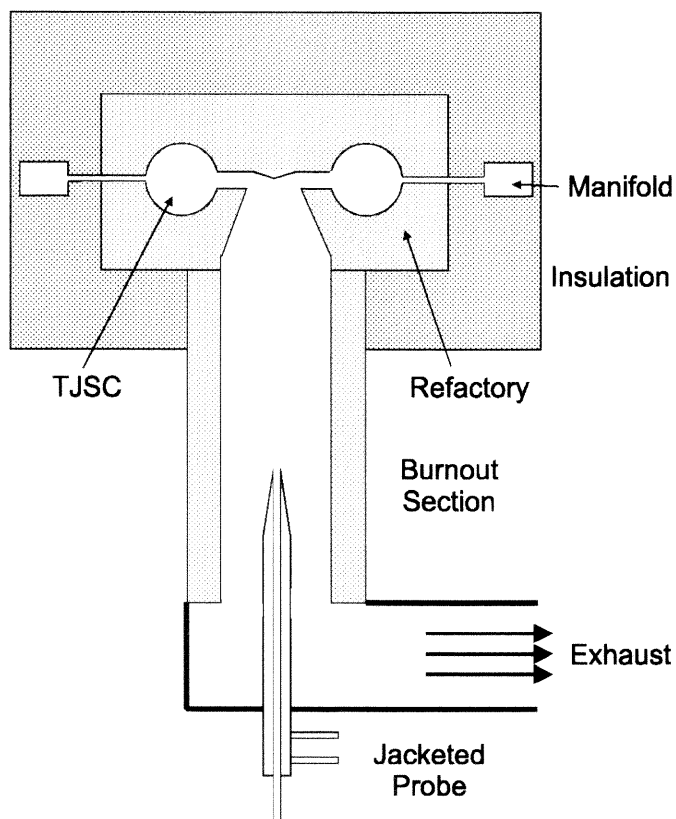 Manifold
Insulation
TJSC
Refactory
Burnout
Section
Exhaust
Jacketed
Probe